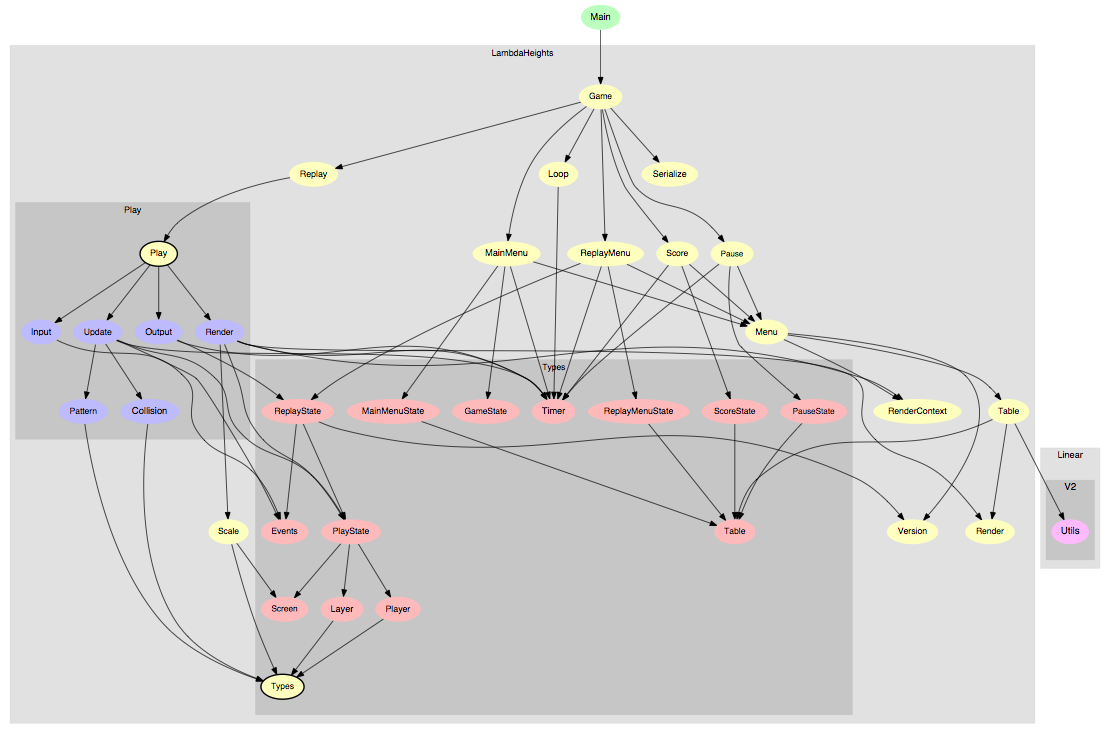 Main
LambdaHeights
Game
Replay
Loop
Serialize
Play
Play
MainMenu
ReplayMenu
Score
Pause
Input
Update
Output
Render
Menu
Types
Pattern
Collision
ReplayState
MainMenuState
GameState
Timer
ReplayMenuState
ScoreState
PauseState
RenderContext
Table
Linear
V2
Scale
Events
PlayState
Table
Version
Render
Utils
Screen
Layer
Player
Types